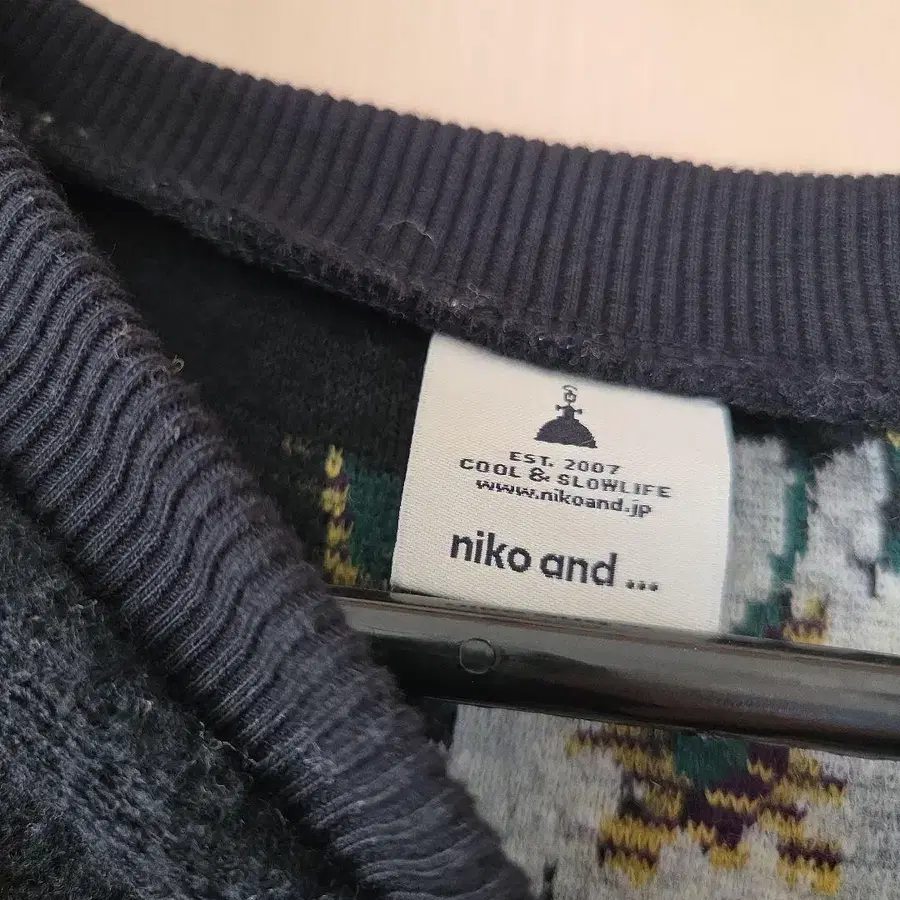 EST. 2007
COOL & SLOWLIFE
www.nikoand.jp
niko and ...